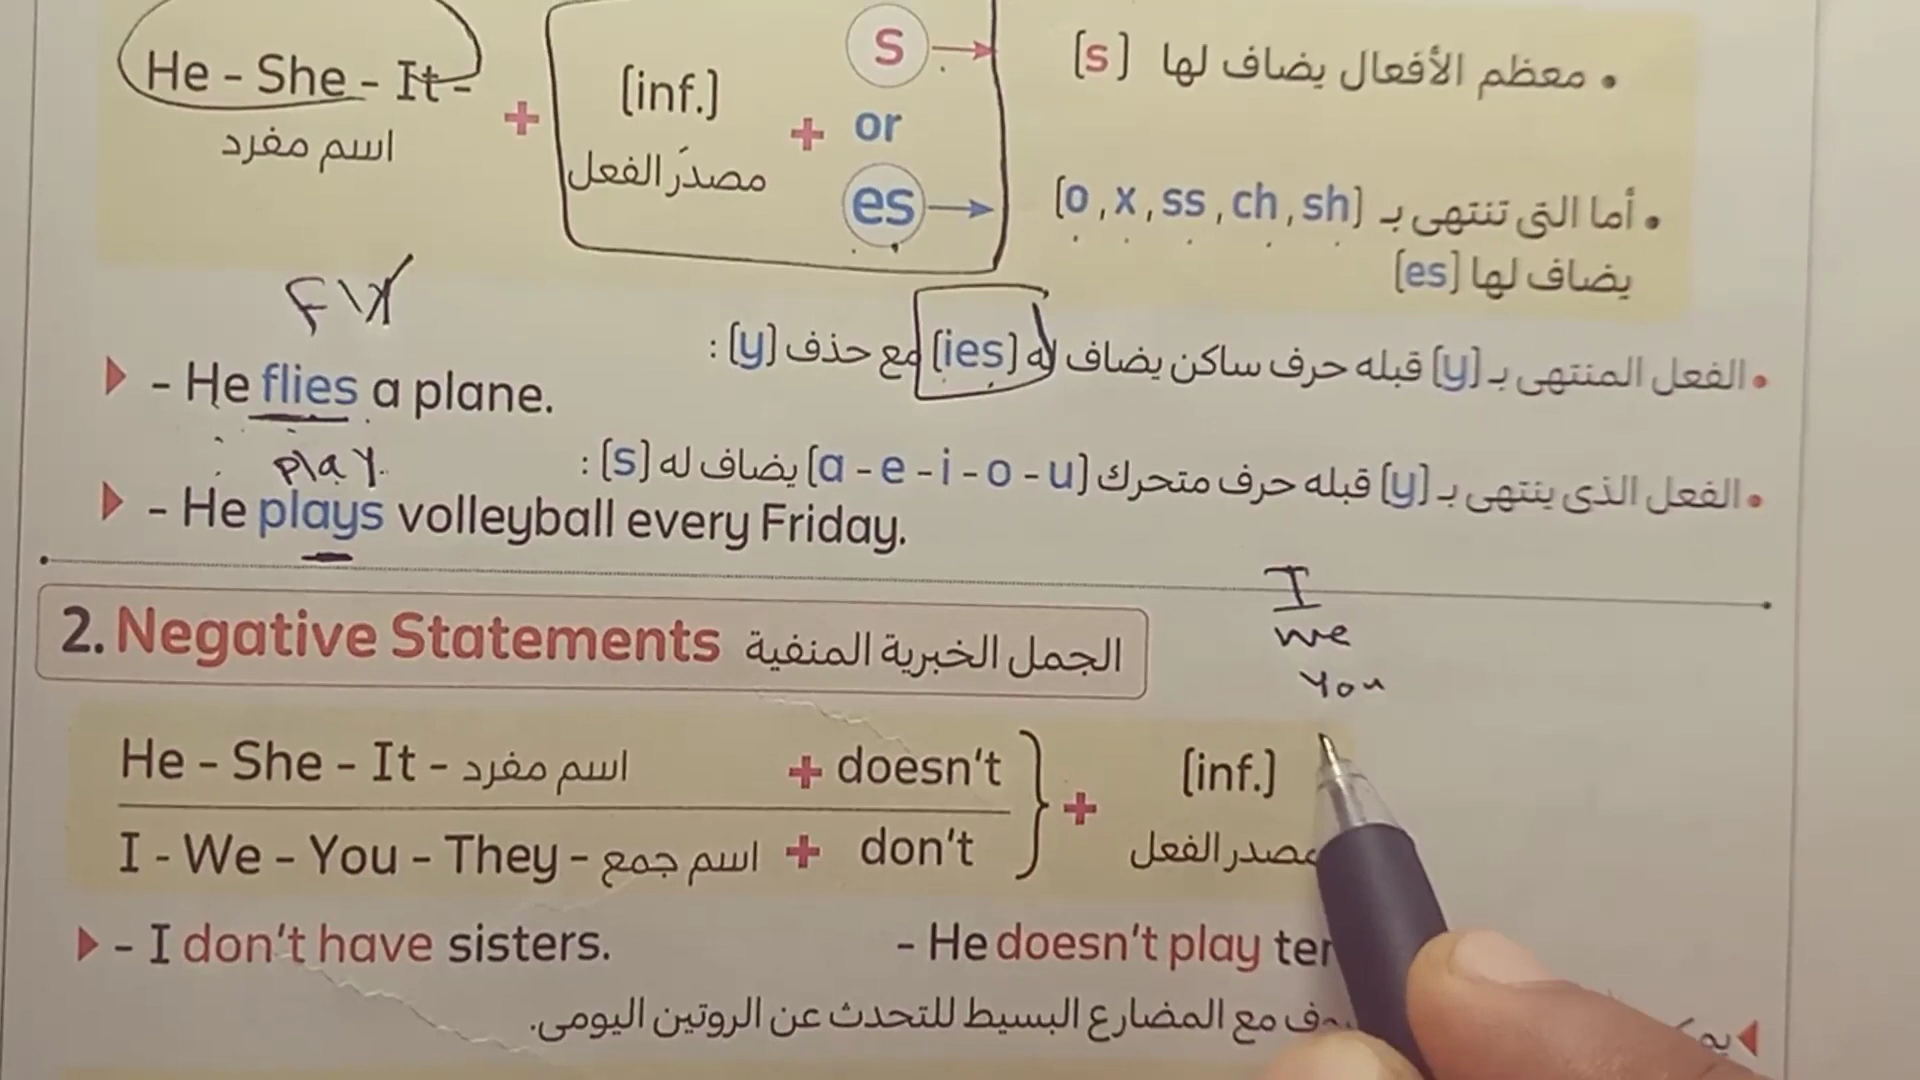 He - She - It -
اسم مفرد
+
(inf.)
مصدر الفعل
+
s
or
es
• معظم الأفعال يضاف لها (s)
• أما التى تنتهى بـ (o , x , ss , ch , sh)
يضاف لها (es)
• الفعل المنتهى بـ (y) قبله حرف ساكن يضاف له (ies) مع حذف (y) :
- He flies a plane.
• الفعل الذى ينتهى بـ (y) قبله حرف متحرك (a - e - i - o - u) يضاف له (s) :
play
- He plays volleyball every Friday.
I
we
You
2. Negative Statements الجمل الخبرية المنفية
He - She - It - اسم مفرد + doesn't
I - We - You - They - اسم جمع + don't
+
(inf.)
مصدر الفعل
- I don't have sisters.
- He doesn't play
مع المضارع البسيط للتحدث عن الروتين اليومى.